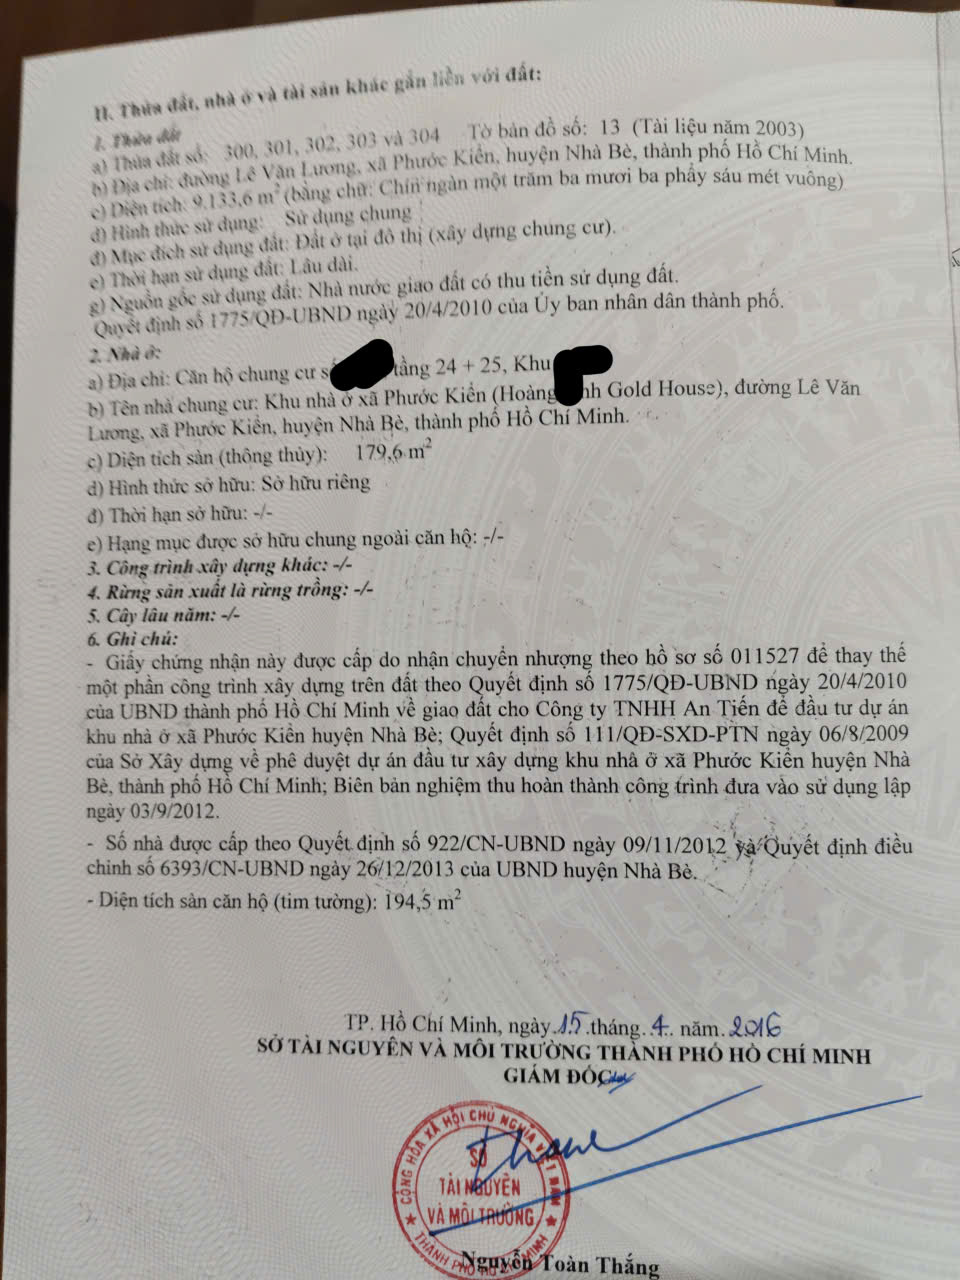 II. Thửa đất, nhà ở và tài sản khác gắn liền với đất:
1. Thửa đất
a) Thửa đất số: 300, 301, 302, 303 và 304 Tờ bản đồ số: 13 (Tài liệu năm 2003)
b) Địa chỉ: đường Lê Văn Lương, xã Phước Kiển, huyện Nhà Bè, thành phố Hồ Chí Minh.
c) Diện tích: 9.133,6 m² (bằng chữ: Chín ngàn một trăm ba mươi ba phẩy sáu mét vuông)
d) Hình thức sử dụng: Sử dụng chung
đ) Mục đích sử dụng đất: Đất ở tại đô thị (xây dựng chung cư).
e) Thời hạn sử dụng đất: Lâu dài.
g) Nguồn gốc sử dụng đất: Nhà nước giao đất có thu tiền sử dụng đất.
Quyết định số 1775/QĐ-UBND ngày 20/4/2010 của Ủy ban nhân dân thành phố.
2. Nhà ở:
a) Địa chỉ: Căn hộ chung cư số tầng 24 + 25, Khu
b) Tên nhà chung cư: Khu nhà ở xã Phước Kiển (Hoàng nh Gold House), đường Lê Văn
Lương, xã Phước Kiển, huyện Nhà Bè, thành phố Hồ Chí Minh.
c) Diện tích sàn (thông thủy): 179,6 m²
d) Hình thức sở hữu: Sở hữu riêng
đ) Thời hạn sở hữu: -/-
e) Hạng mục được sở hữu chung ngoài căn hộ: -/-
3. Công trình xây dựng khác: -/-
4. Rừng sản xuất là rừng trồng: -/-
5. Cây lâu năm: -/-
6. Ghi chú:
- Giấy chứng nhận này được cấp do nhận chuyển nhượng theo hồ sơ số 011527 để thay thế
một phần công trình xây dựng trên đất theo Quyết định số 1775/QĐ-UBND ngày 20/4/2010
của UBND thành phố Hồ Chí Minh về giao đất cho Công ty TNHH An Tiến để đầu tư dự án
khu nhà ở xã Phước Kiển huyện Nhà Bè; Quyết định số 111/QĐ-SXD-PTN ngày 06/8/2009
của Sở Xây dựng về phê duyệt dự án đầu tư xây dựng khu nhà ở xã Phước Kiển huyện Nhà
Bè, thành phố Hồ Chí Minh; Biên bản nghiệm thu hoàn thành công trình đưa vào sử dụng lập
ngày 03/9/2012.
- Số nhà được cấp theo Quyết định số 922/CN-UBND ngày 09/11/2012 và Quyết định điều
chỉnh số 6393/CN-UBND ngày 26/12/2013 của UBND huyện Nhà Bè.
- Diện tích sàn căn hộ (tim tường): 194,5 m²
TP. Hồ Chí Minh, ngày 15 tháng 4 năm 2016
SỞ TÀI NGUYÊN VÀ MÔI TRƯỜNG THÀNH PHỐ HỒ CHÍ MINH
GIÁM ĐỐC
CỘNG HÒA XÃ HỘI CHỦ NGHĨA VIỆT NAM
SỞ
TÀI NGUYÊN
VÀ MÔI TRƯỜNG
THÀNH PHỐ HỒ CHÍ MINH
Nguyễn Toàn Thắng